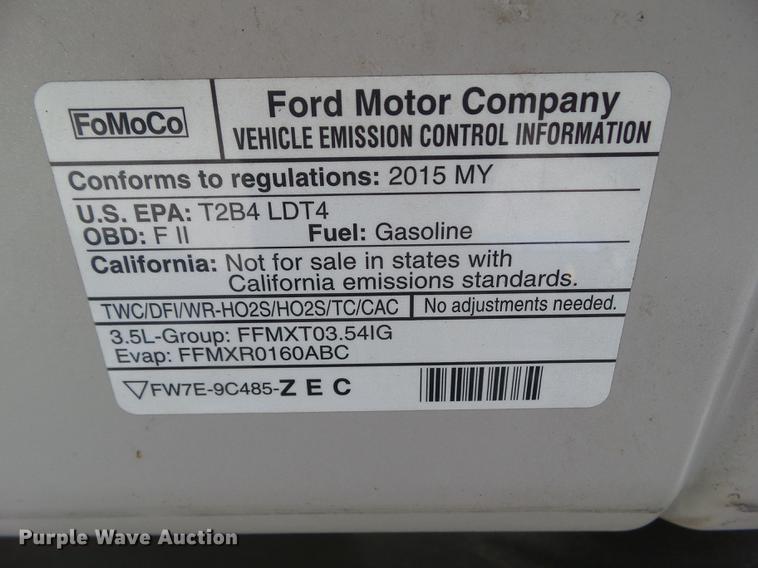 FoMoCo
Ford Motor Company
VEHICLE EMISSION CONTROL INFORMATION
Conforms to regulations: 2015 MY
U.S. EPA: T2B4 LDT4
OBD: F II Fuel: Gasoline
California: Not for sale in states with
California emissions standards.
TWC/DFI/WR-HO2S/HO2S/TC/CAC No adjustments needed.
3.5L-Group: FFMXT03.54IG
Evap: FFMXR0160ABC
FW7E-9C485-Z E C
Purple Wave Auction